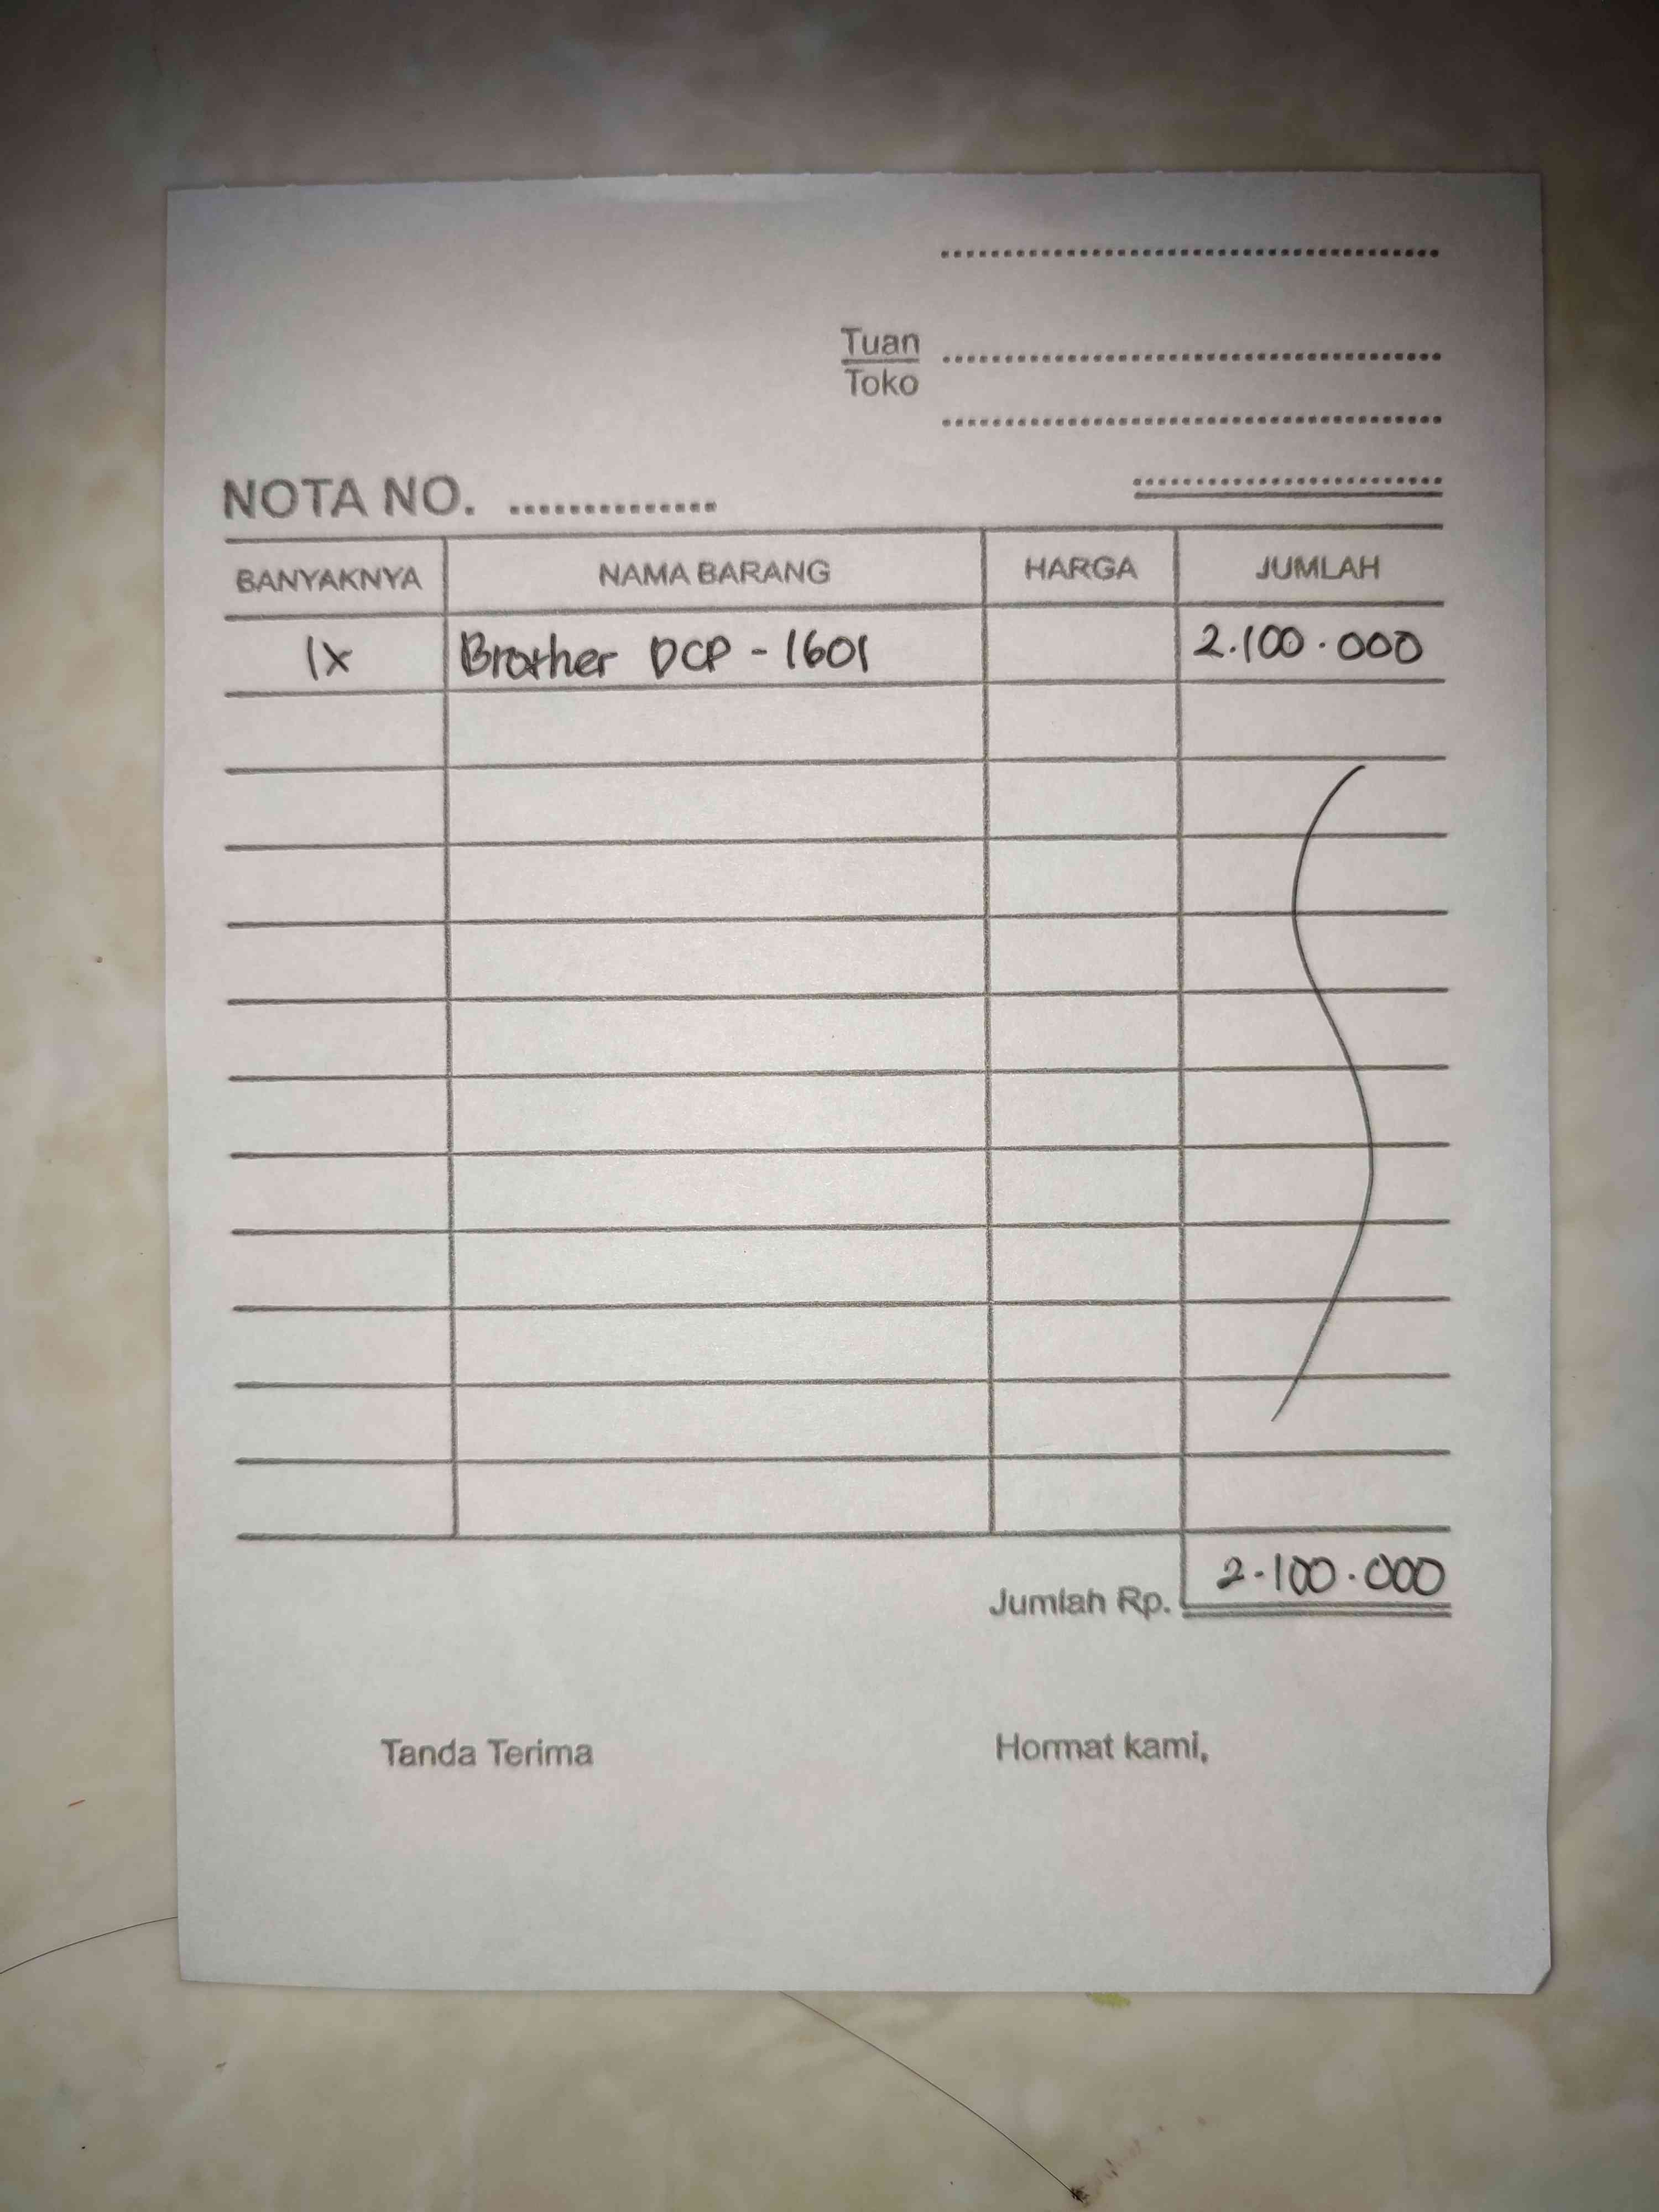 Tuan
Toko
NOTA NO. ..............
BANYAKNYA NAMA BARANG HARGA JUMLAH
1x Brother DCP - 1601 2.100.000
Jumlah Rp. 2.100.000
Tanda Terima Hormat kami,